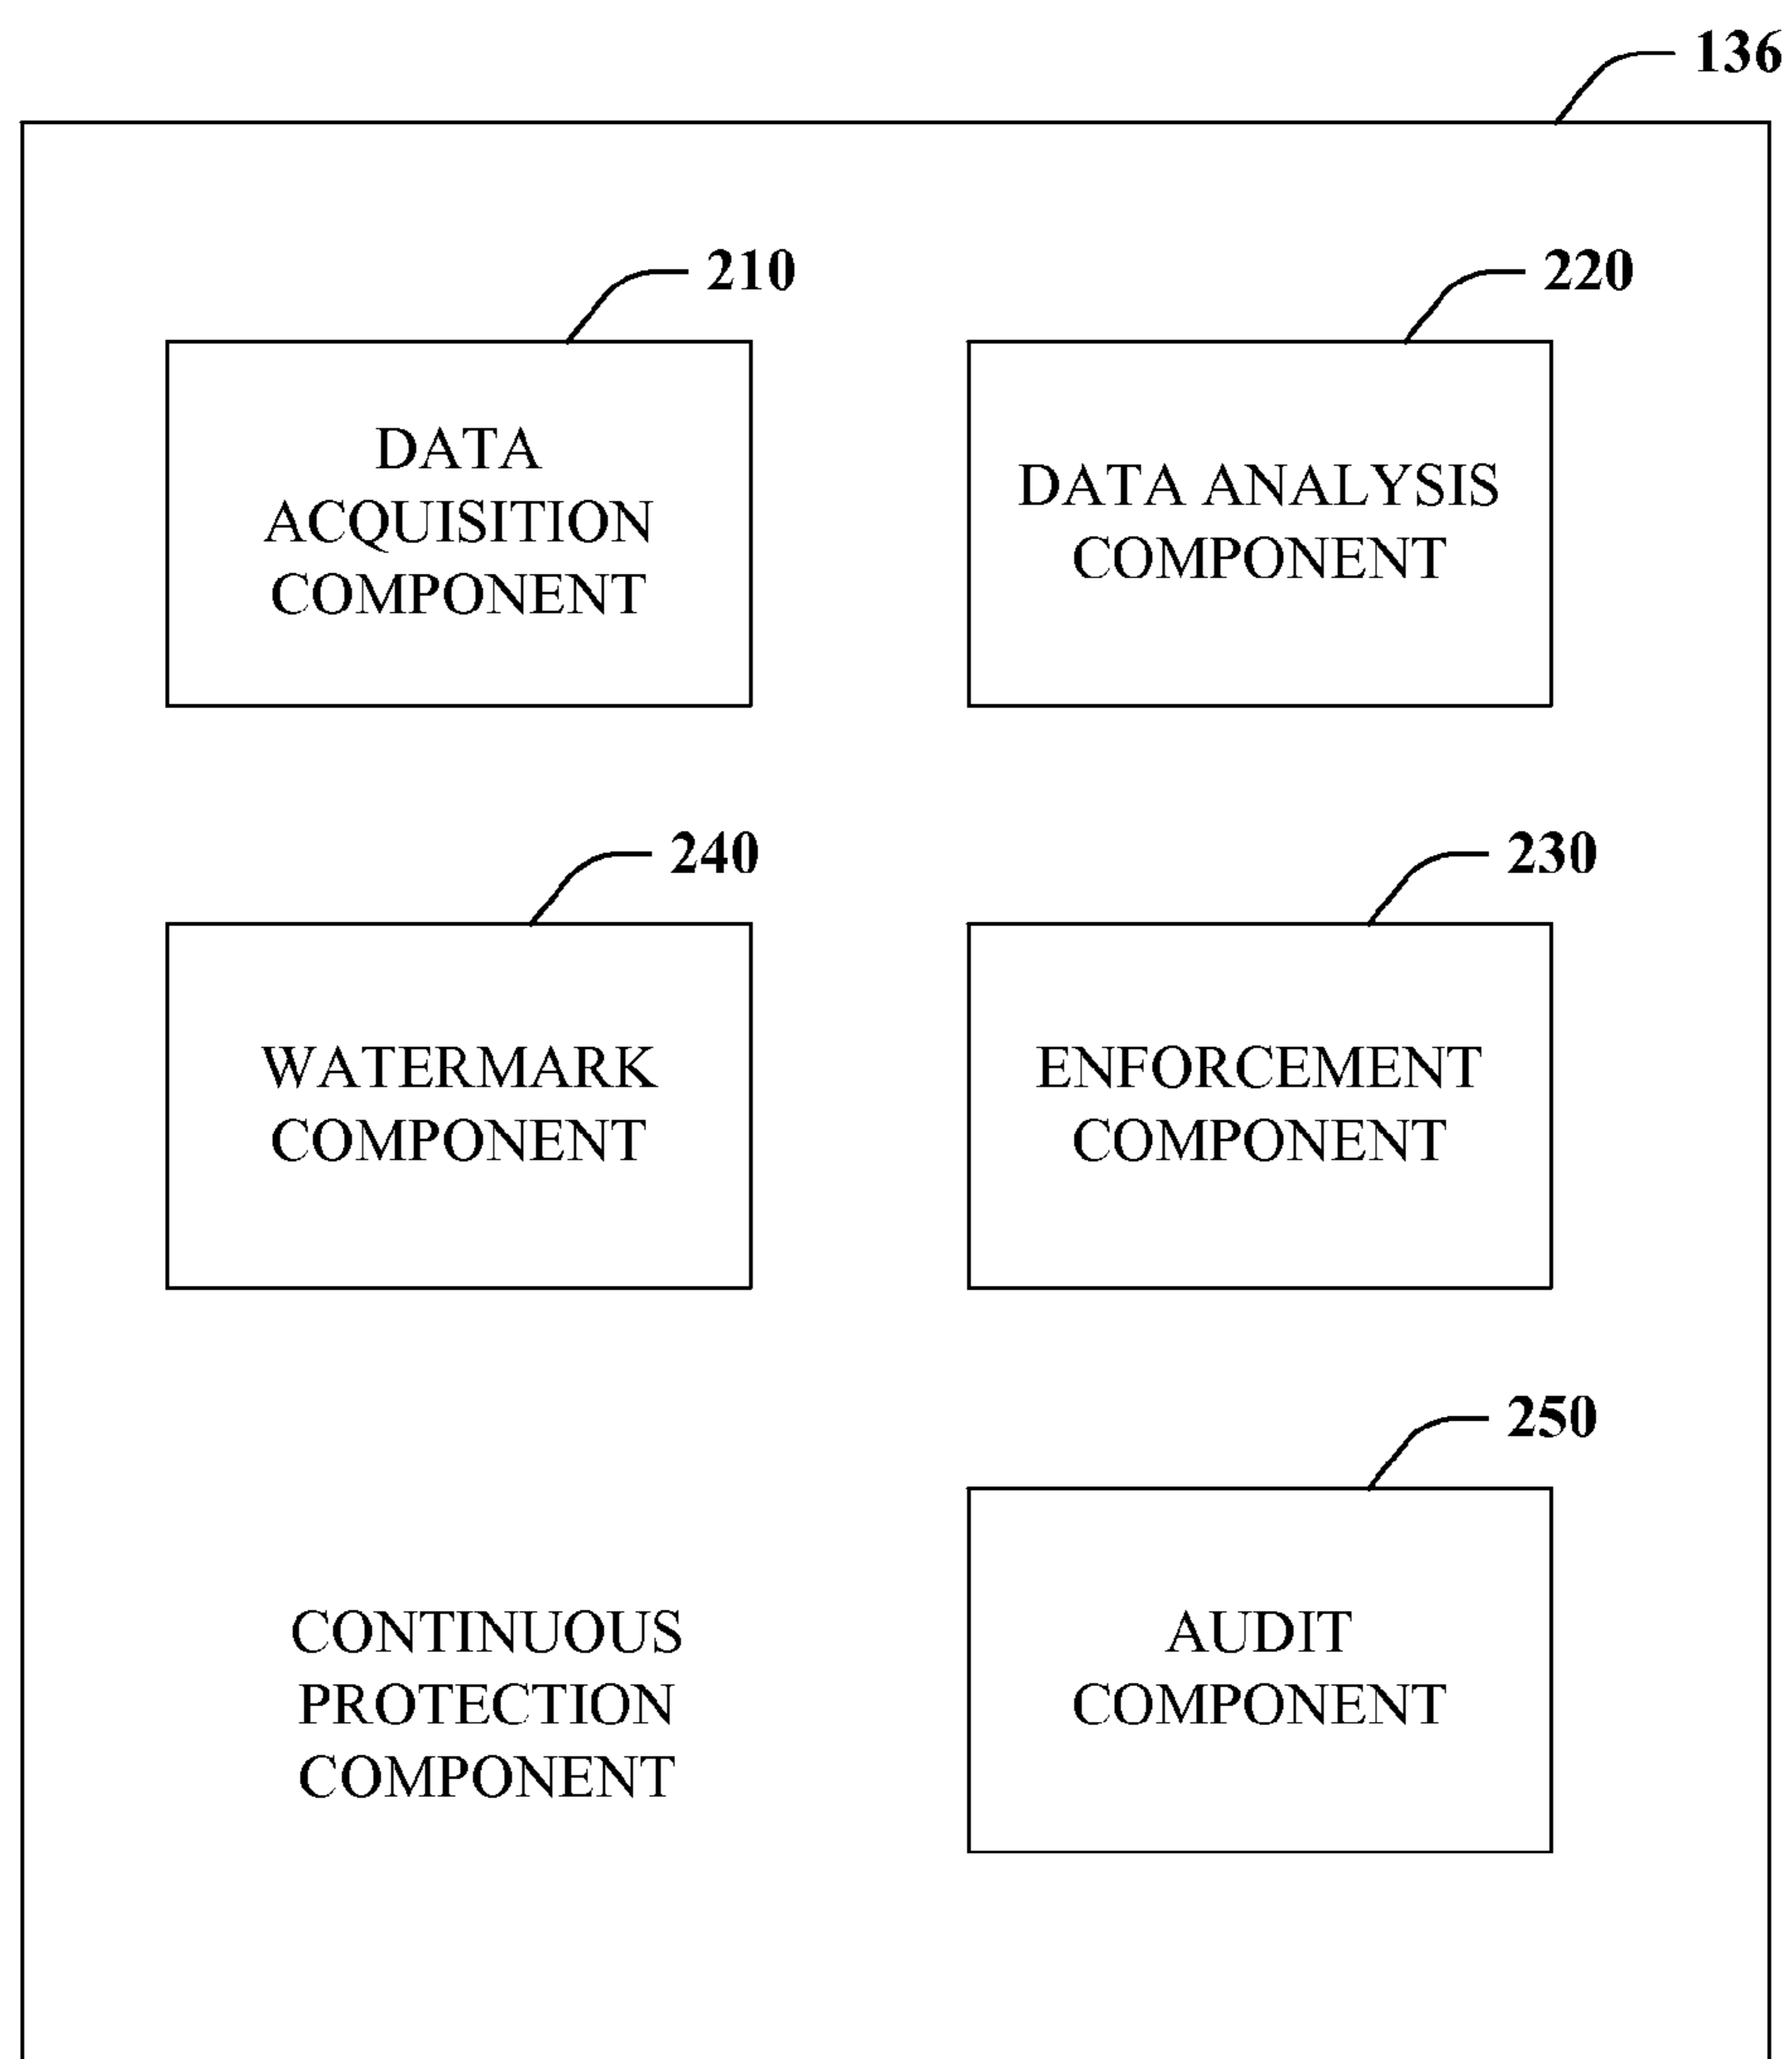 136
210
220
DATA
ACQUISITION
COMPONENT
DATA ANALYSIS
COMPONENT
240
230
WATERMARK
COMPONENT
ENFORCEMENT
COMPONENT
250
CONTINUOUS
PROTECTION
COMPONENT
AUDIT
COMPONENT